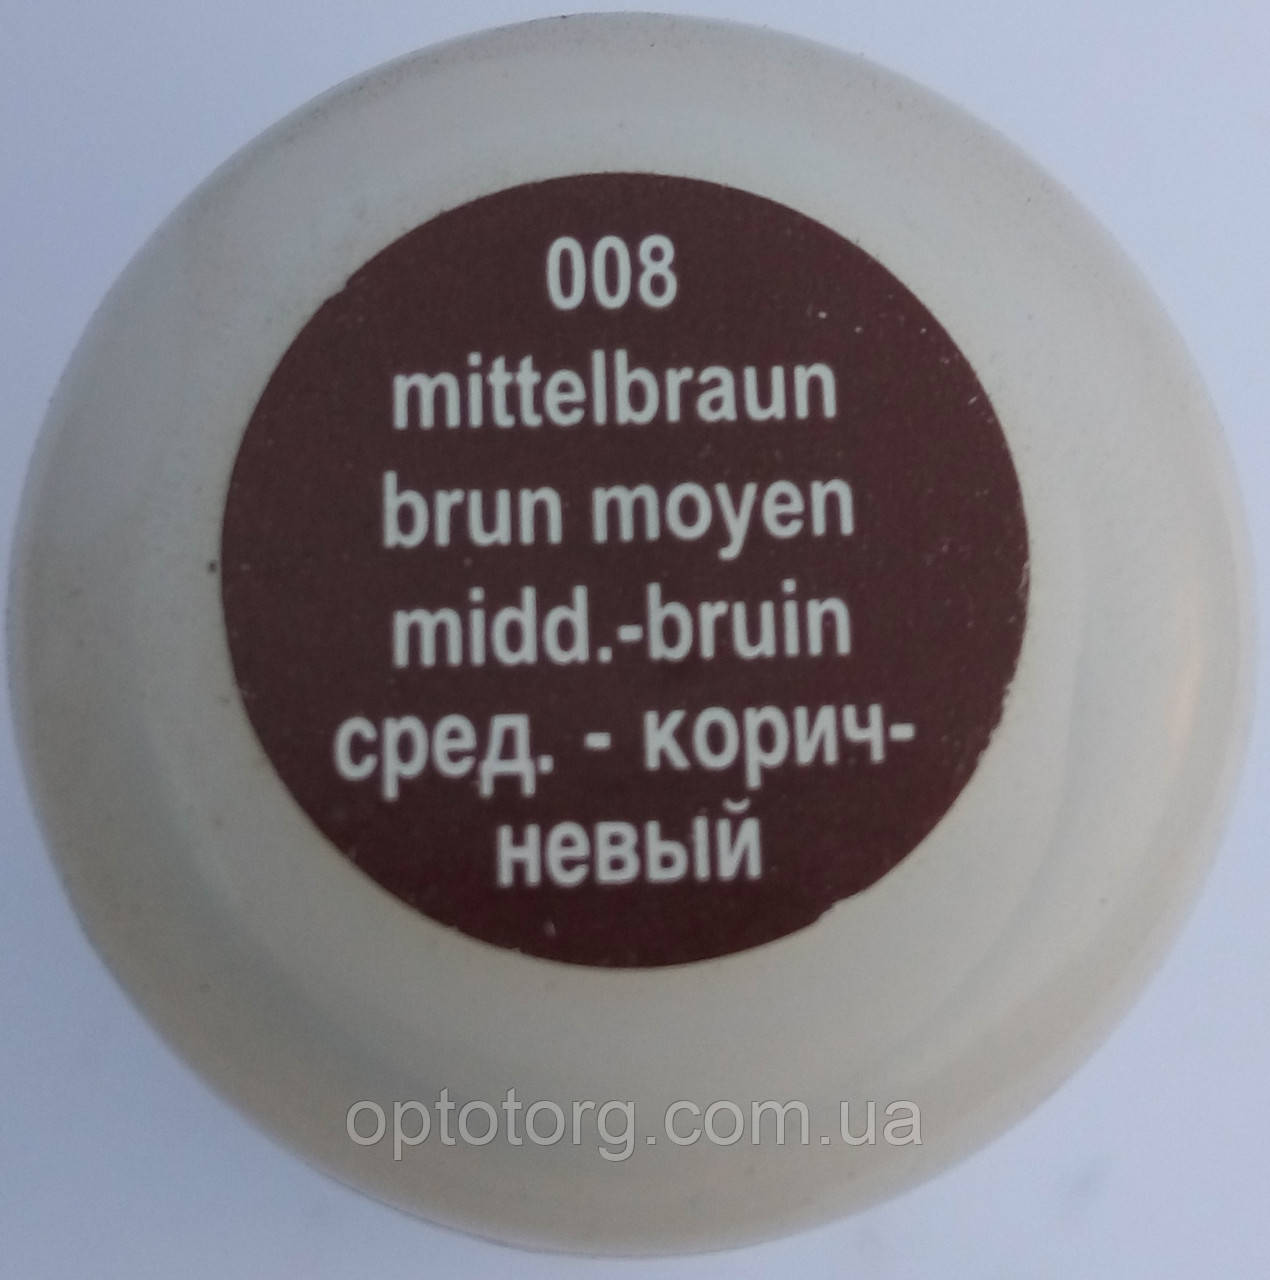 008
mittelbraun
brun moyen
midd.-bruin
сред. - корич-
невый
optotorg.com.ua